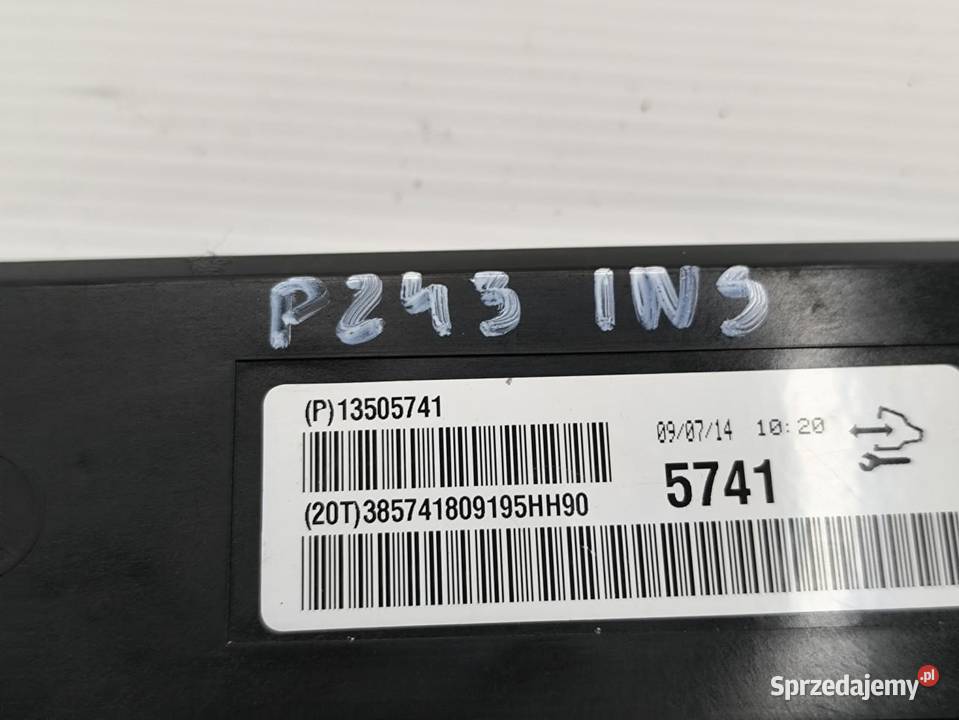 P243 INS
(P)13505741
09/07/14 10:20
5741
(20T)385741809195HH90
Sprzedajemy.pl